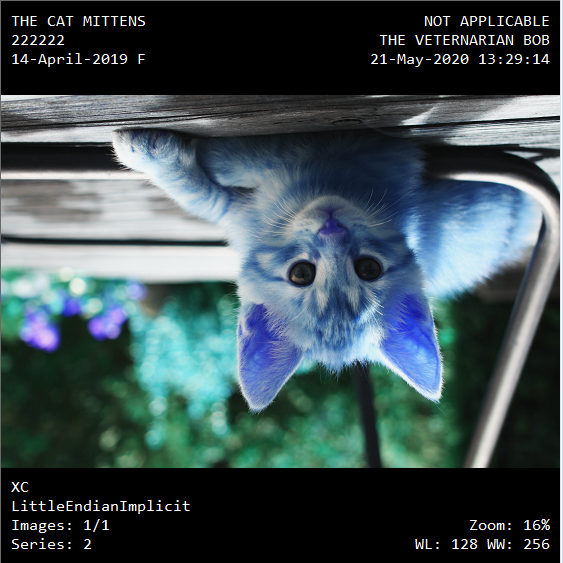 THE CAT MITTENS
222222
14-April-2019 F
NOT APPLICABLE
THE VETERNARIAN BOB
21-May-2020 13:29:14
XC
LittleEndianImplicit
Images: 1/1
Series: 2
Zoom: 16%
WL: 128 WW: 256